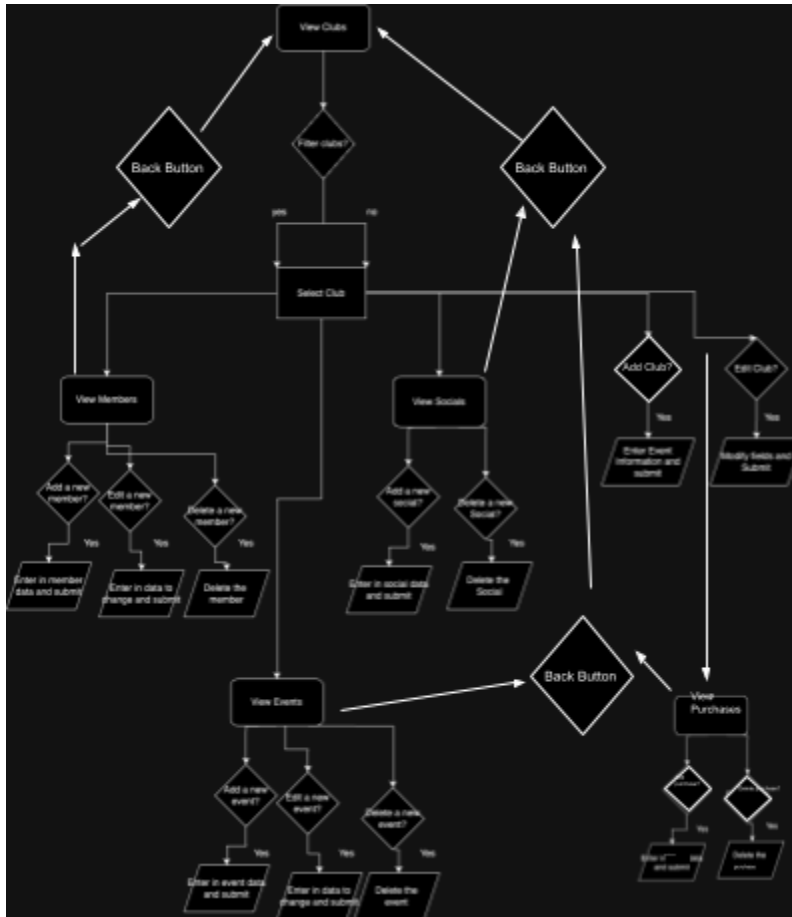 View Clubs
Filter clubs?
Back Button
Back Button
yes
no
Select Club
View Members
View Socials
Add Club?
Edit Club?
Yes
Yes
Enter Event
Information and
submit
Modify fields and
Submit
Add a new
member?
Edit a new
member?
Delete a new
member?
Add a new
social?
Delete a new
Social?
Yes
Yes
Yes
Yes
Enter in member
data and submit
Enter in data to
change and submit
Delete the
member
Enter in social data
and submit
Delete the
Social
Back Button
View Events
View
Purchases
Add a new
event?
Edit a new
event?
Delete a new
event?
purchase?
Yes
Yes
Yes
Yes
Enter in event data
and submit
Enter in data to
change and submit
Delete the
event
and submit
Delete the
purchase